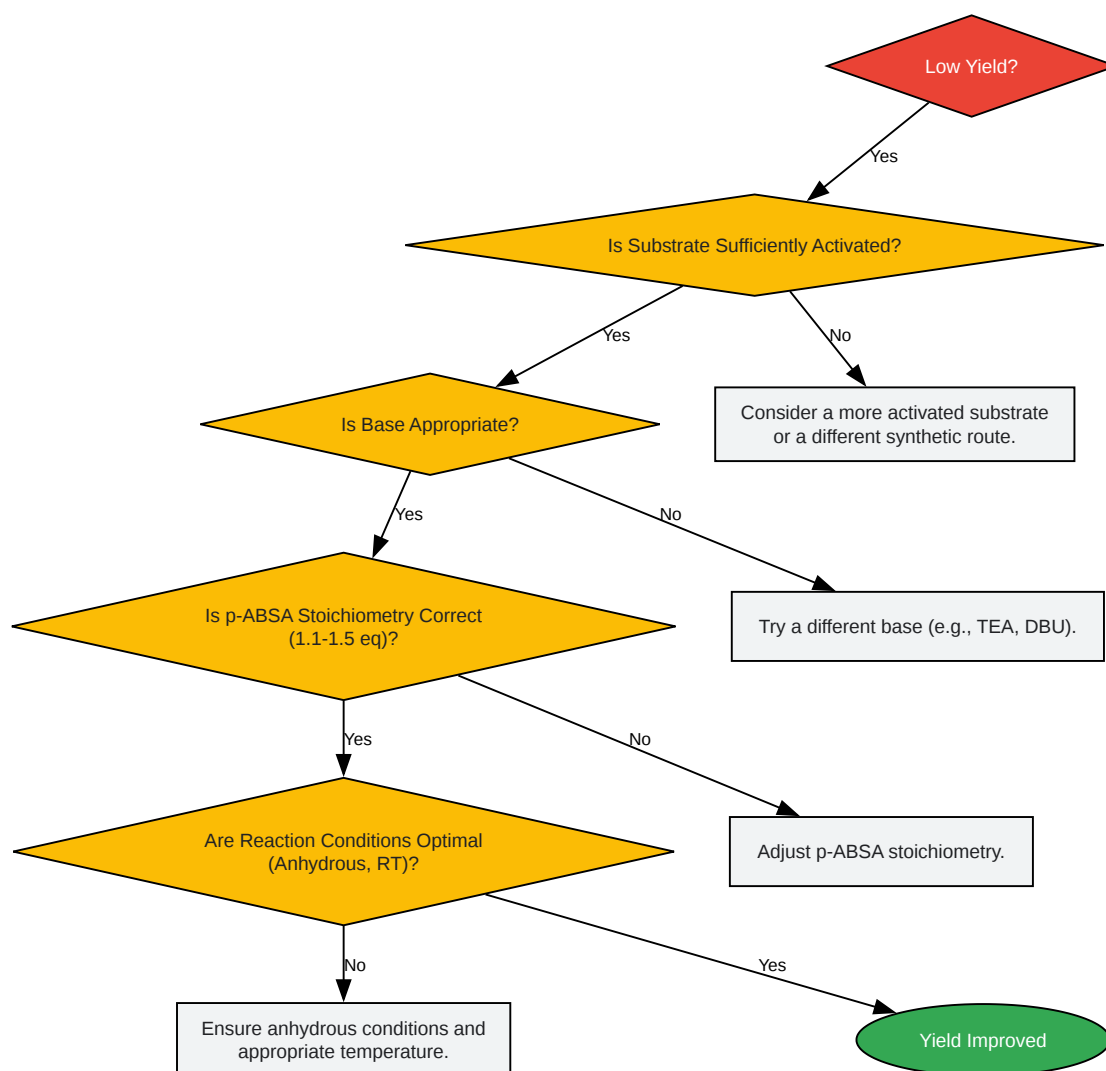 Low Yield?
Yes
Is Substrate Sufficiently Activated?
Yes
No
Is Base Appropriate?
Consider a more activated substrate
or a different synthetic route.
Yes
No
Is p-ABSA Stoichiometry Correct
(1.1-1.5 eq)?
Try a different base (e.g., TEA, DBU).
Yes
No
Are Reaction Conditions Optimal
(Anhydrous, RT)?
Adjust p-ABSA stoichiometry.
No
Yes
Ensure anhydrous conditions and
appropriate temperature.
Yield Improved